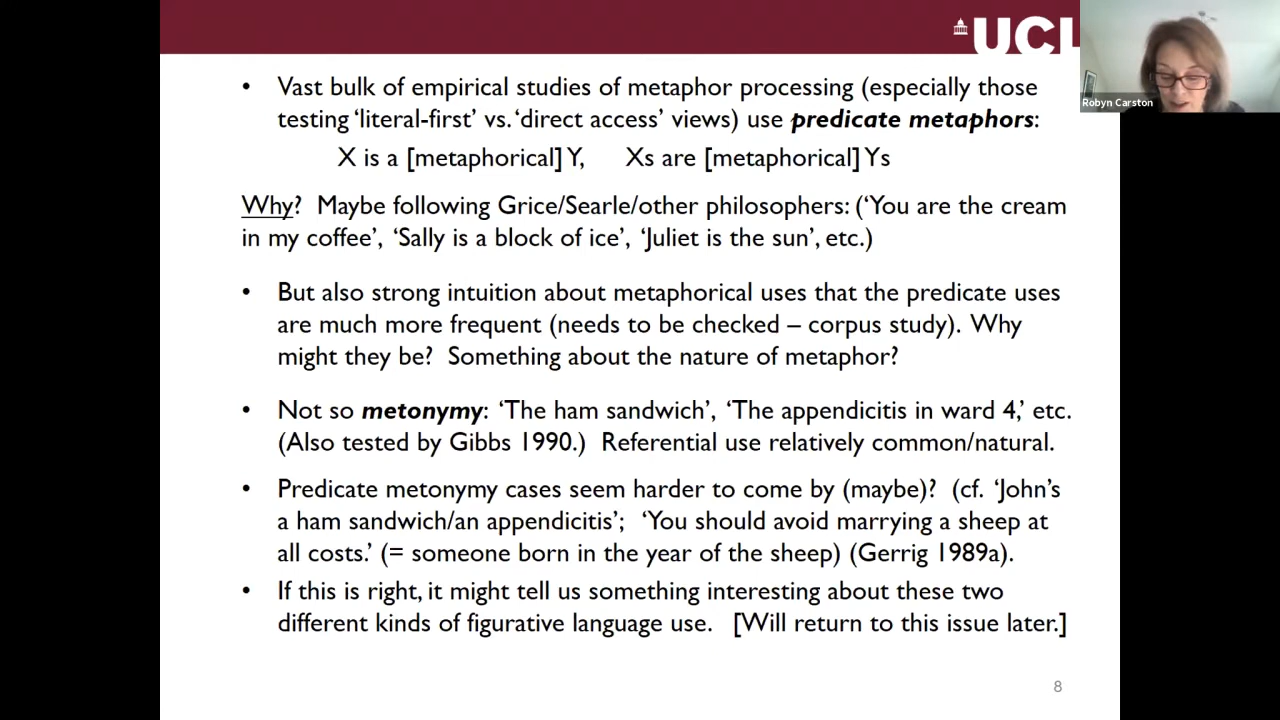 UCL
Robyn Carston
• Vast bulk of empirical studies of metaphor processing (especially those
testing ‘literal-first’ vs. ‘direct access’ views) use predicate metaphors:
X is a [metaphorical] Y, Xs are [metaphorical] Ys
Why? Maybe following Grice/Searle/other philosophers: (‘You are the cream
in my coffee’, ‘Sally is a block of ice’, ‘Juliet is the sun’, etc.)
• But also strong intuition about metaphorical uses that the predicate uses
are much more frequent (needs to be checked – corpus study). Why
might they be? Something about the nature of metaphor?
• Not so metonymy: ‘The ham sandwich’, ‘The appendicitis in ward 4,’ etc.
(Also tested by Gibbs 1990.) Referential use relatively common/natural.
• Predicate metonymy cases seem harder to come by (maybe)? (cf. ‘John’s
a ham sandwich/an appendicitis’; ‘You should avoid marrying a sheep at
all costs.’ (= someone born in the year of the sheep) (Gerrig 1989a).
• If this is right, it might tell us something interesting about these two
different kinds of figurative language use. [Will return to this issue later.]
8